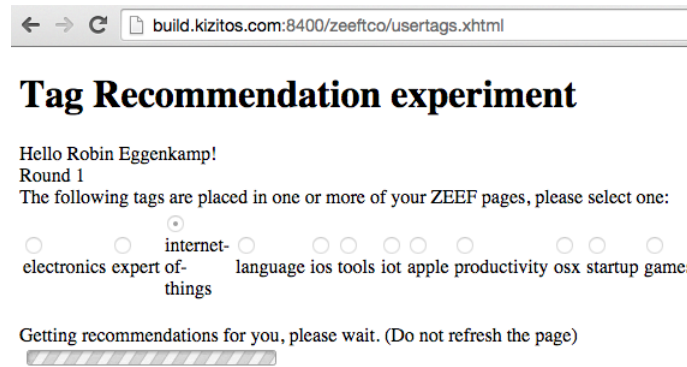 build.kizitos.com:8400/zeeftco/usertags.xhtml
Tag Recommendation experiment
Hello Robin Eggenkamp!
Round 1
The following tags are placed in one or more of your ZEEF pages, please select one:
internet-
electronics expert of- language ios tools iot apple productivity osx startup game
things
Getting recommendations for you, please wait. (Do not refresh the page)